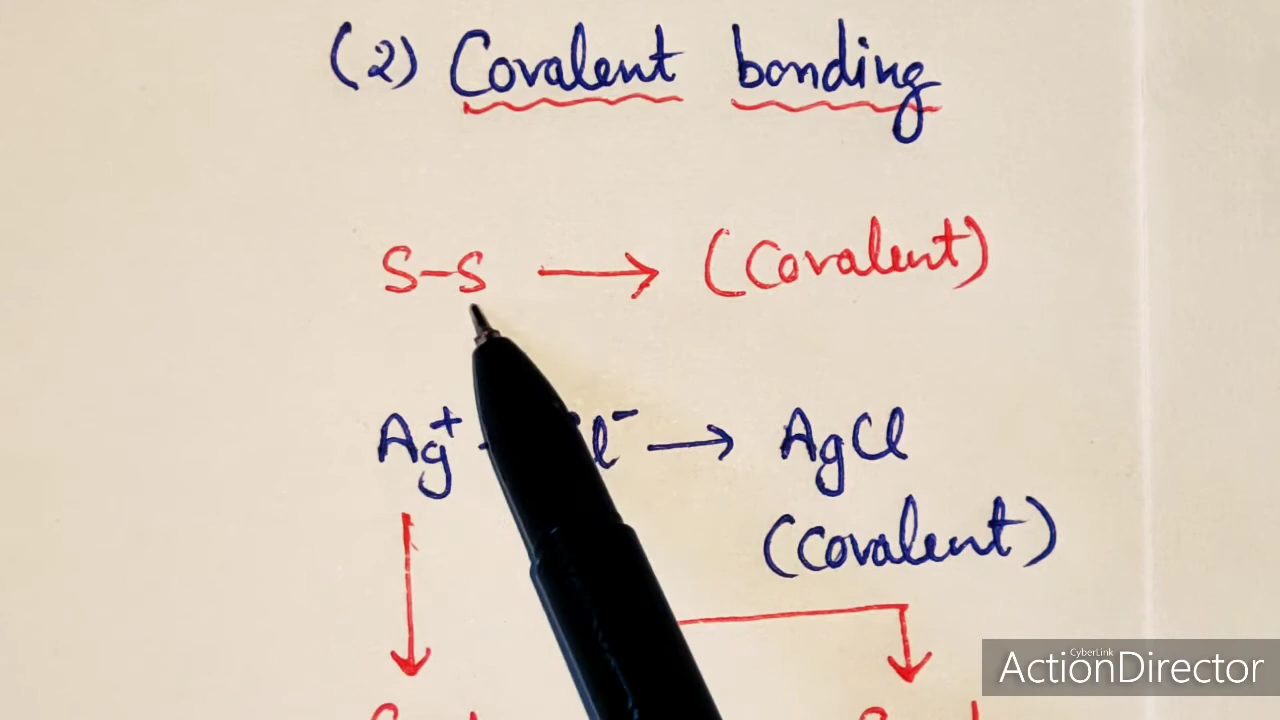 (2) Covalent bonding
S-S → (Covalent)
Ag⁺ l⁻ → AgCl
(Covalent)
CyberLink
ActionDirector